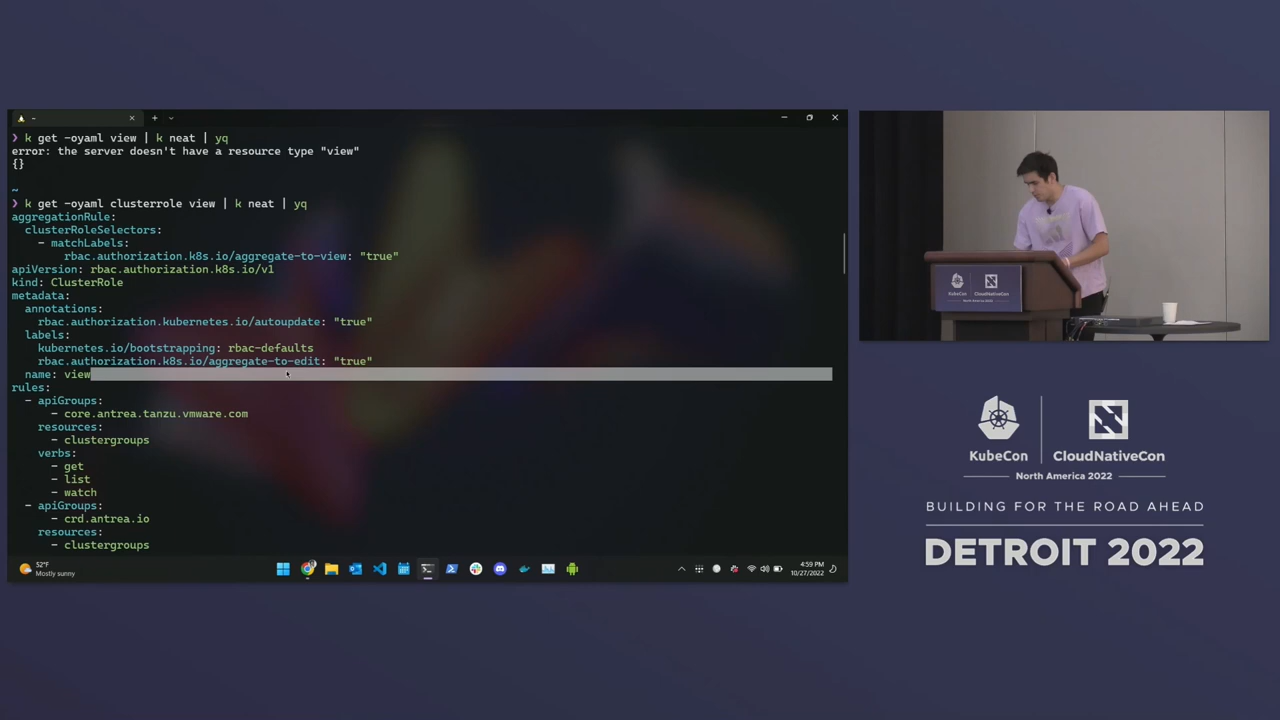 ~
❯ k get -oyaml view | k neat | yq
error: the server doesn't have a resource type "view"
{}
~
❯ k get -oyaml clusterrole view | k neat | yq
aggregationRule:
clusterRoleSelectors:
- matchLabels:
rbac.authorization.k8s.io/aggregate-to-view: "true"
apiVersion: rbac.authorization.k8s.io/v1
kind: ClusterRole
metadata:
annotations:
rbac.authorization.kubernetes.io/autoupdate: "true"
labels:
kubernetes.io/bootstrapping: rbac-defaults
rbac.authorization.k8s.io/aggregate-to-edit: "true"
name: view
rules:
- apiGroups:
- core.antrea.tanzu.vmware.com
resources:
- clustergroups
verbs:
- get
- list
- watch
- apiGroups:
- crd.antrea.io
resources:
- clustergroups
52°F
Mostly sunny
4:59 PM
10/27/2022
KubeCon
CloudNativeCon
North America 2022
KubeCon
CloudNativeCon
North America 2022
BUILDING FOR THE ROAD AHEAD
DETROIT 2022